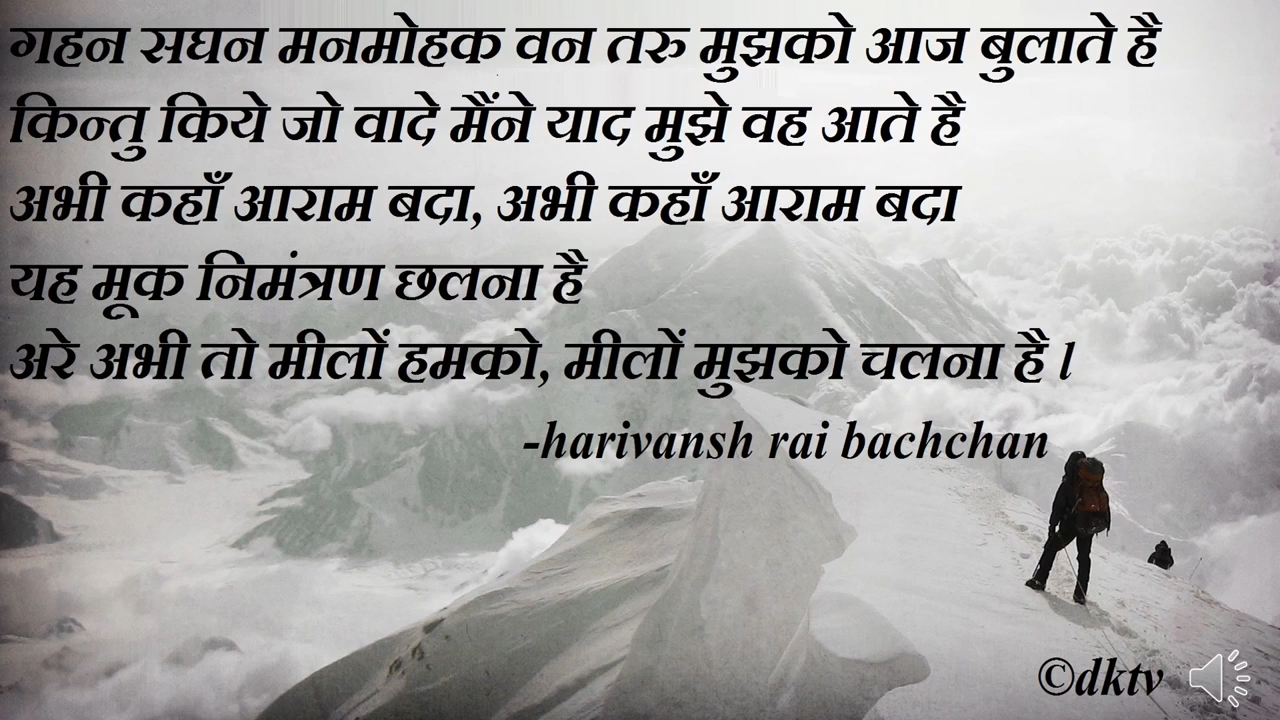 गहन सघन मनमोहक वन तरु मुझको आज बुलाते है
किन्तु किये जो वादे मैंने याद मुझे वह आते है
अभी कहाँ आराम बदा, अभी कहाँ आराम बदा
यह मूक निमंत्रण छलना है
अरे अभी तो मीलों हमको, मीलों मुझको चलना है l
-harivansh rai bachchan
©dktv